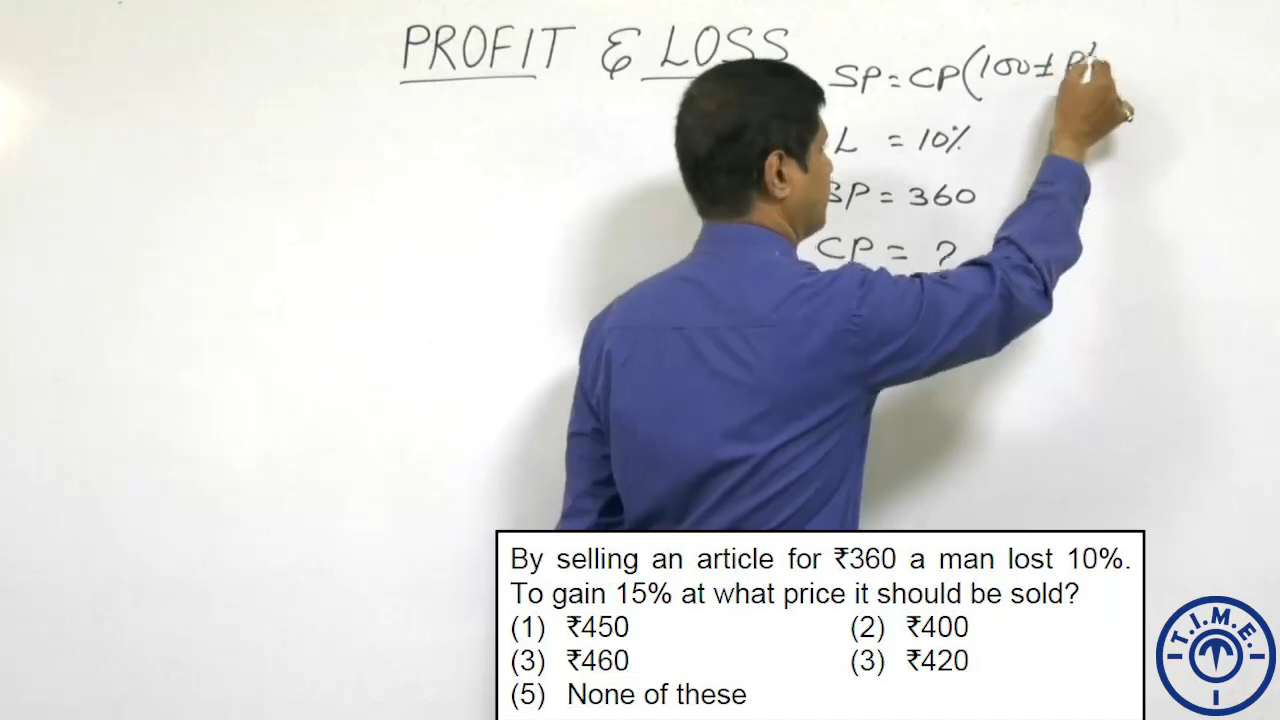 PROFIT & LOSS
SP = CP(100 ±
L = 10%
SP = 360
CP = ?
By selling an article for ₹360 a man lost 10%.
To gain 15% at what price it should be sold?
(1) ₹450 (2) ₹400
(3) ₹460 (3) ₹420
(5) None of these
T.I.M.E.